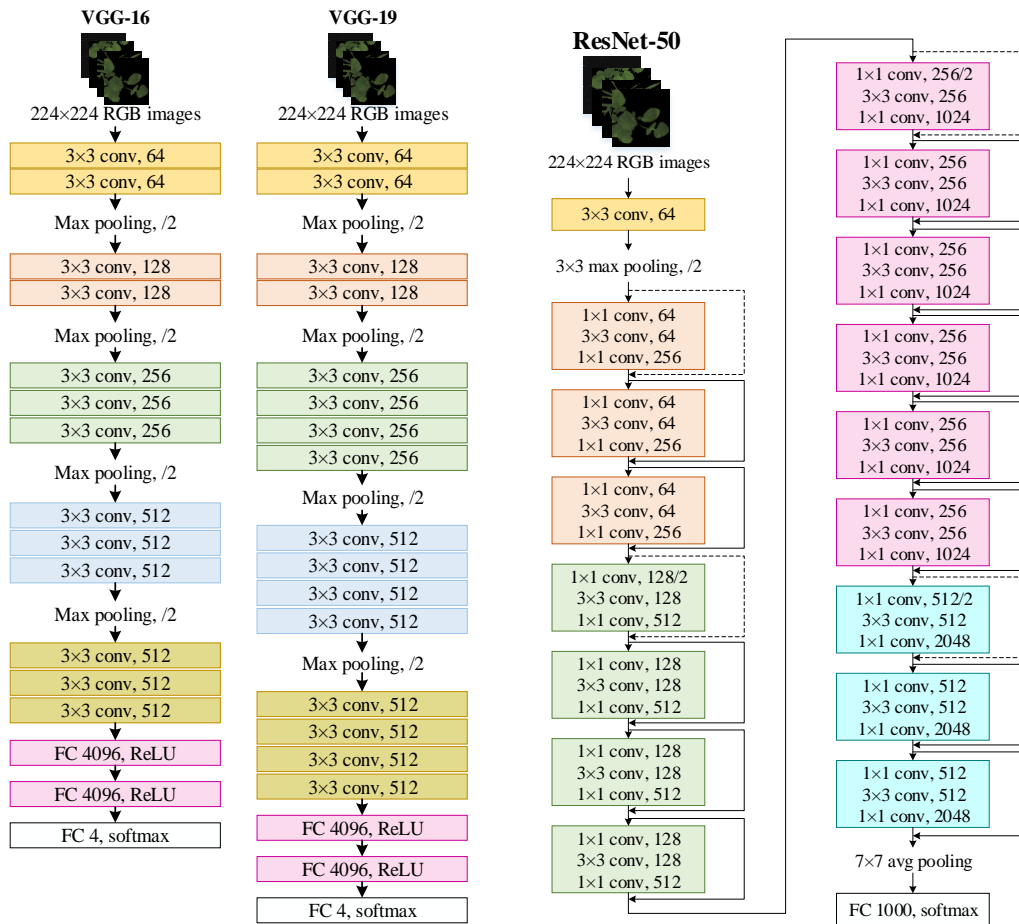 VGG-16
224×224 RGB images
3×3 conv, 64
3×3 conv, 64
Max pooling, /2
3×3 conv, 128
3×3 conv, 128
Max pooling, /2
3×3 conv, 256
3×3 conv, 256
3×3 conv, 256
Max pooling, /2
3×3 conv, 512
3×3 conv, 512
3×3 conv, 512
Max pooling, /2
3×3 conv, 512
3×3 conv, 512
3×3 conv, 512
FC 4096, ReLU
FC 4096, ReLU
FC 4, softmax
VGG-19
224×224 RGB images
3×3 conv, 64
3×3 conv, 64
Max pooling, /2
3×3 conv, 128
3×3 conv, 128
Max pooling, /2
3×3 conv, 256
3×3 conv, 256
3×3 conv, 256
3×3 conv, 256
Max pooling, /2
3×3 conv, 512
3×3 conv, 512
3×3 conv, 512
3×3 conv, 512
Max pooling, /2
3×3 conv, 512
3×3 conv, 512
3×3 conv, 512
3×3 conv, 512
FC 4096, ReLU
FC 4096, ReLU
FC 4, softmax
ResNet-50
224×224 RGB images
3×3 conv, 64
3×3 max pooling, /2
1×1 conv, 64
3×3 conv, 64
1×1 conv, 256
1×1 conv, 64
3×3 conv, 64
1×1 conv, 256
1×1 conv, 64
3×3 conv, 64
1×1 conv, 256
1×1 conv, 128/2
3×3 conv, 128
1×1 conv, 512
1×1 conv, 128
3×3 conv, 128
1×1 conv, 512
1×1 conv, 128
3×3 conv, 128
1×1 conv, 512
1×1 conv, 128
3×3 conv, 128
1×1 conv, 512
1×1 conv, 256/2
3×3 conv, 256
1×1 conv, 1024
1×1 conv, 256
3×3 conv, 256
1×1 conv, 1024
1×1 conv, 256
3×3 conv, 256
1×1 conv, 1024
1×1 conv, 256
3×3 conv, 256
1×1 conv, 1024
1×1 conv, 256
3×3 conv, 256
1×1 conv, 1024
1×1 conv, 256
3×3 conv, 256
1×1 conv, 1024
1×1 conv, 512/2
3×3 conv, 512
1×1 conv, 2048
1×1 conv, 512
3×3 conv, 512
1×1 conv, 2048
1×1 conv, 512
3×3 conv, 512
1×1 conv, 2048
7×7 avg pooling
FC 1000, softmax